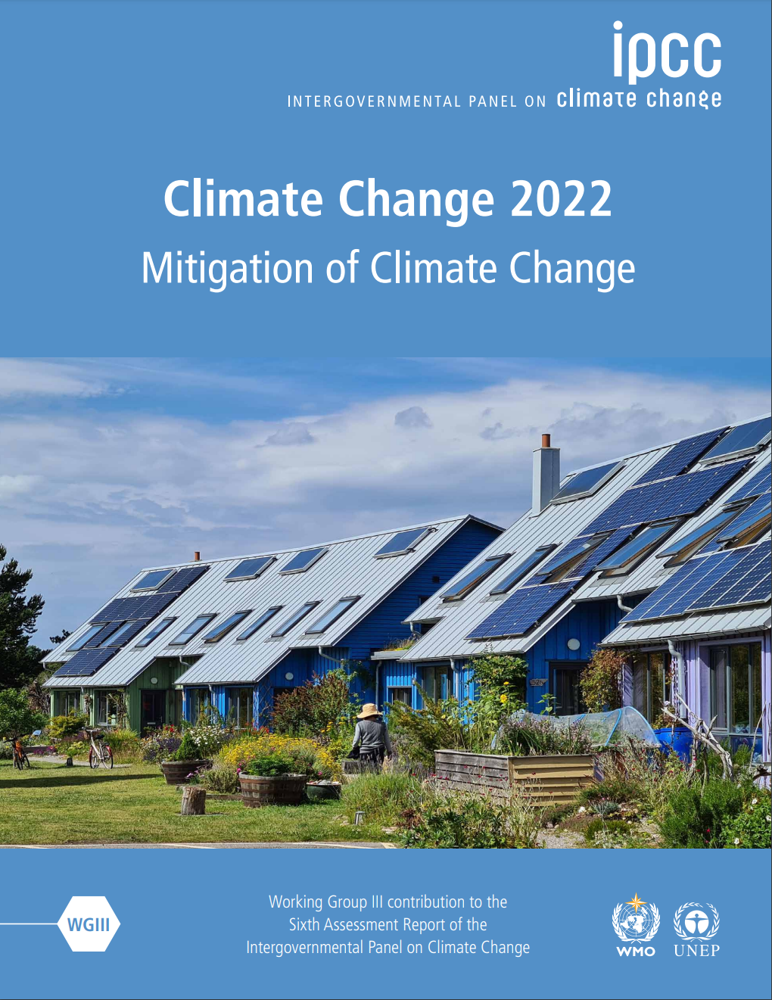 ipcc
INTERGOVERNMENTAL PANEL ON climate change
Climate Change 2022
Mitigation of Climate Change
WGIII
Working Group III contribution to the
Sixth Assessment Report of the
Intergovernmental Panel on Climate Change
WMO
UNEP